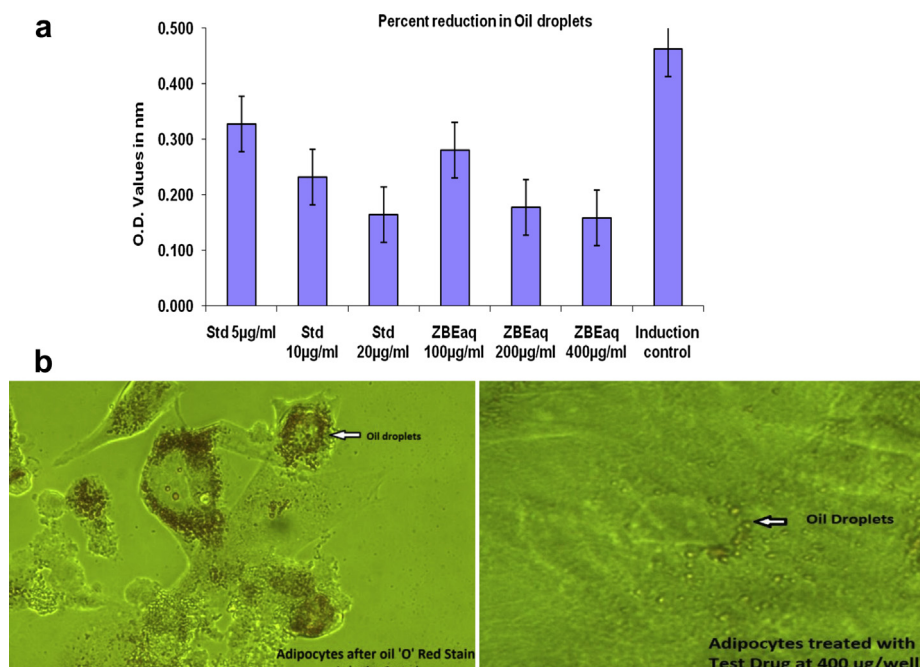 a
Percent reduction in Oil droplets
O.D. Values in nm
0.500
0.400
0.300
0.200
0.100
0.000
Std 5µg/ml
Std 10µg/ml
Std 20µg/ml
ZBEaq 100µg/ml
ZBEaq 200µg/ml
ZBEaq 400µg/ml
Induction control
b
Oil droplets
Adipocytes after oil 'O' Red Stain
Oil Droplets
Adipocytes treated with
Test Drug at 400 µg/well